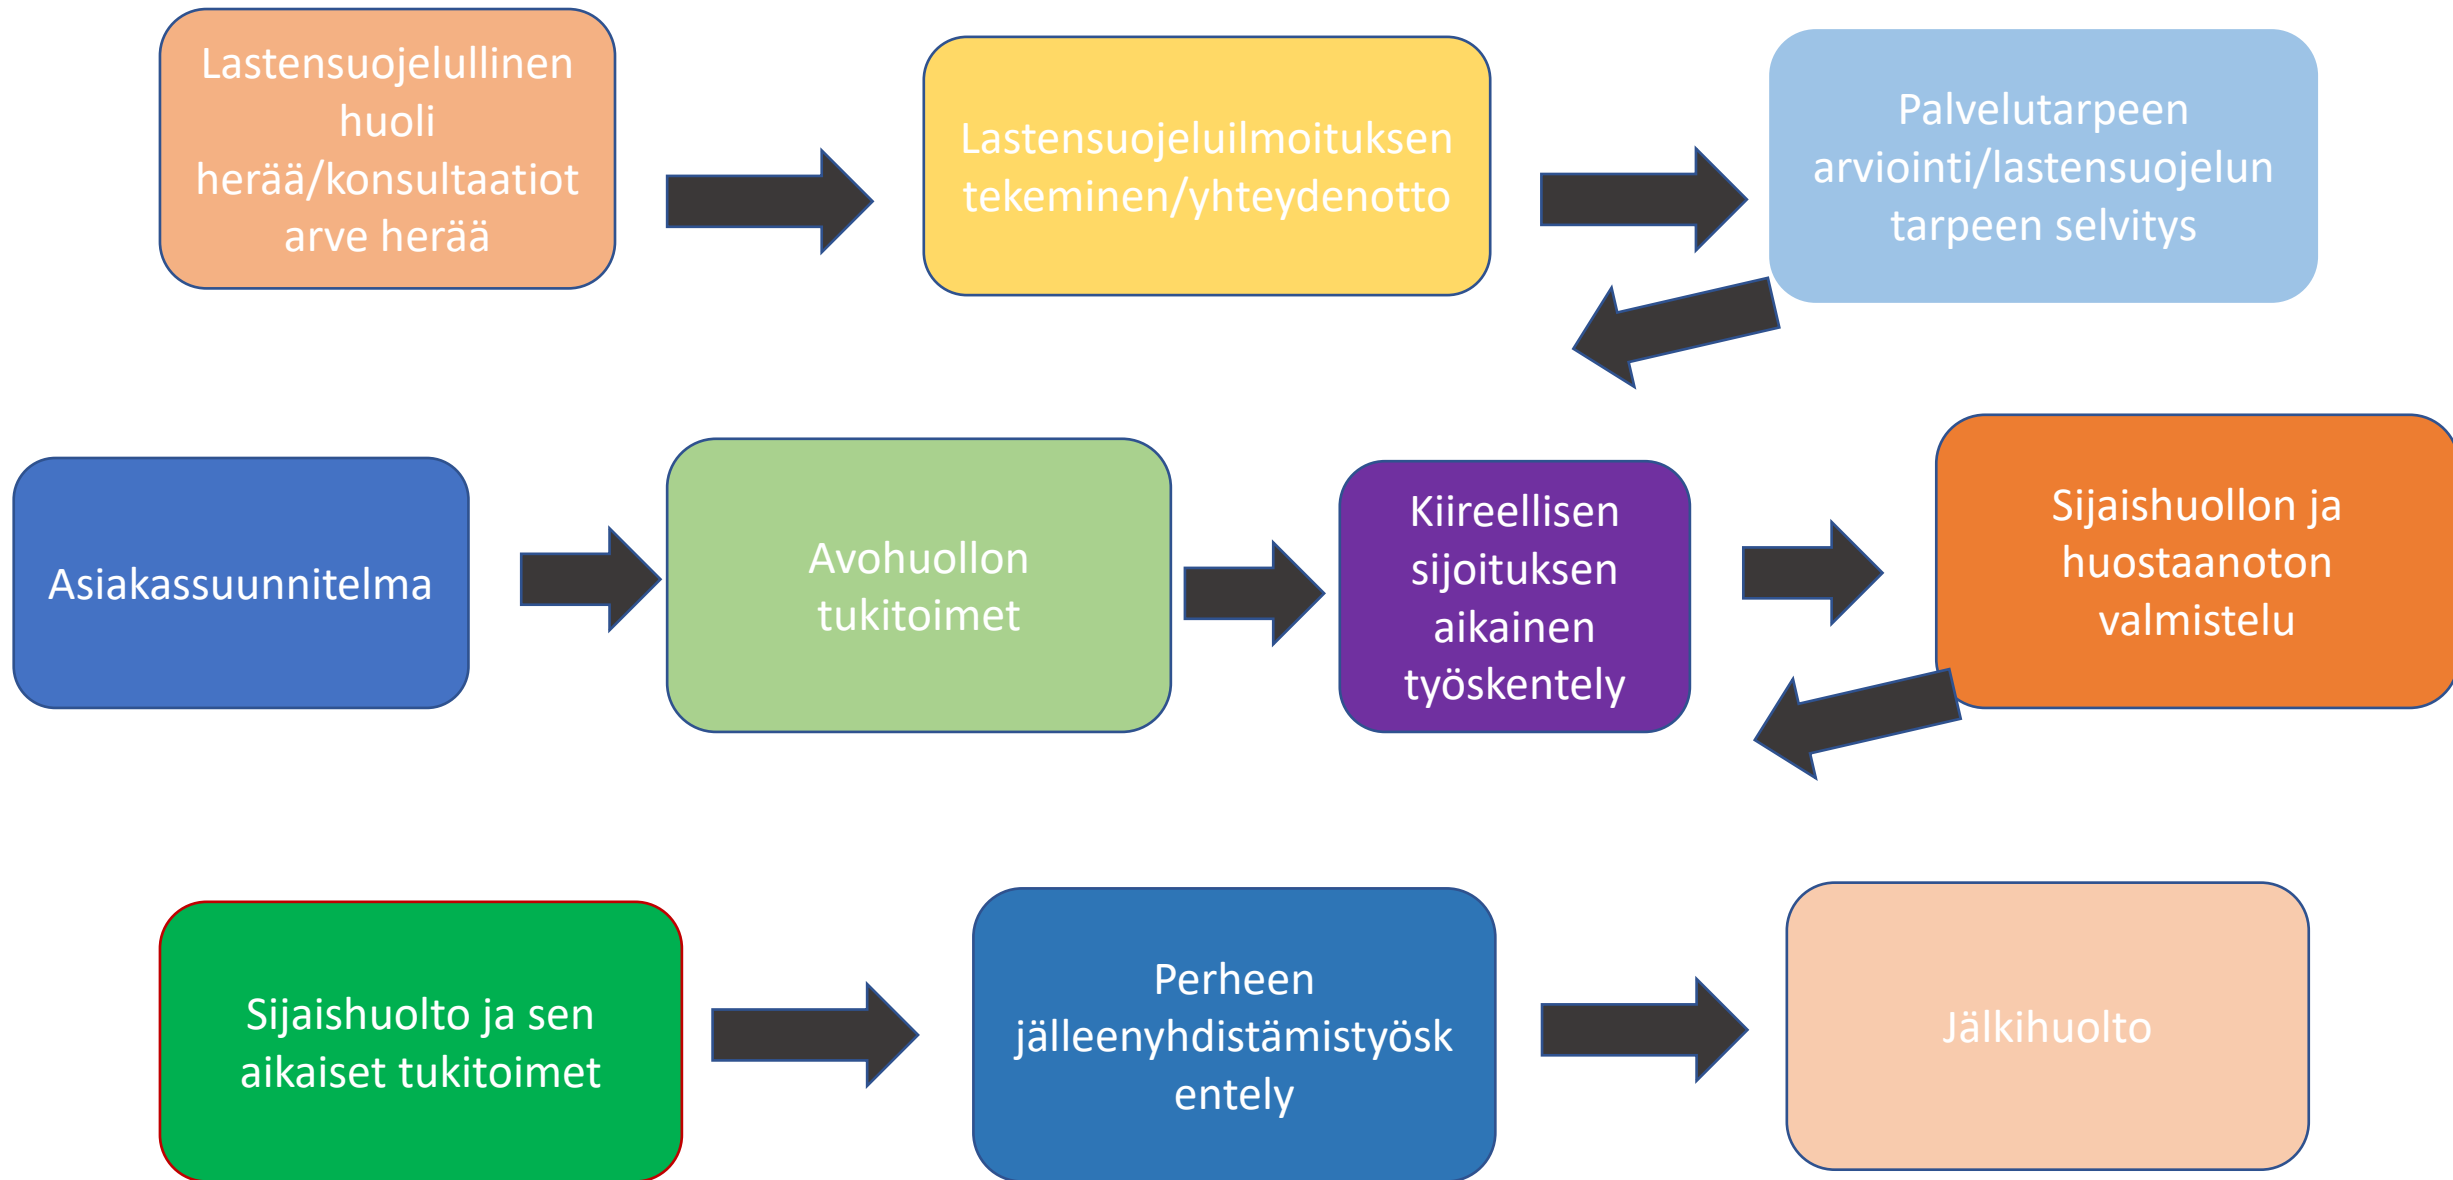 Lastensuojelullinen
huoli
herää/konsultaatiot
arve herää
Lastensuojeluilmoituksen
tekeminen/yhteydenotto
Palvelutarpeen
arviointi/lastensuojelun
tarpeen selvitys
Asiakassuunnitelma
Avohuollon
tukitoimet
Kiireellisen
sijoituksen
aikainen
työskentely
Sijaishuollon ja
huostaanoton
valmistelu
Sijaishuolto ja sen
aikaiset tukitoimet
Perheen
jälleenyhdistämistyösk
entely
Jälkihuolto